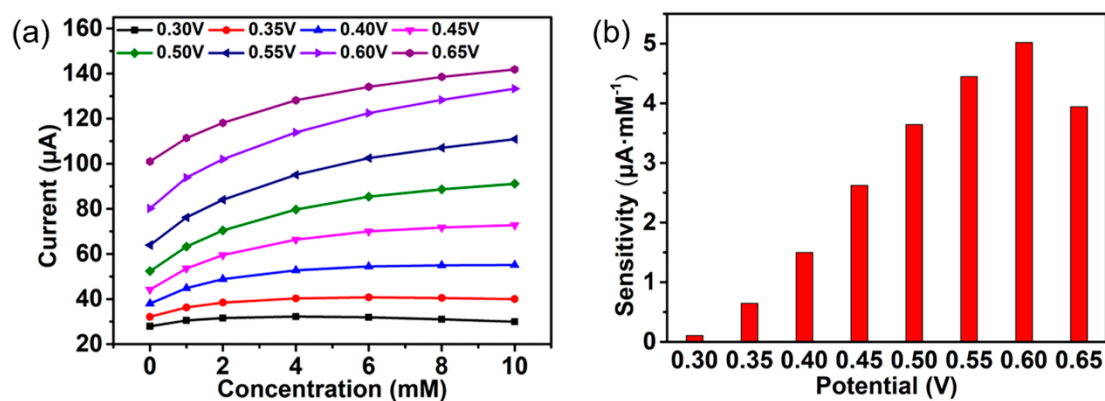 (a)
160
140
120
100
80
60
40
20
Current (μA)
0.30V 0.35V 0.40V 0.45V
0.50V 0.55V 0.60V 0.65V
0 2 4 6 8 10
Concentration (mM)
(b)
5
4
3
2
1
0
Sensitivity (μA·mM⁻¹)
0.30 0.35 0.40 0.45 0.50 0.55 0.60 0.65
Potential (V)